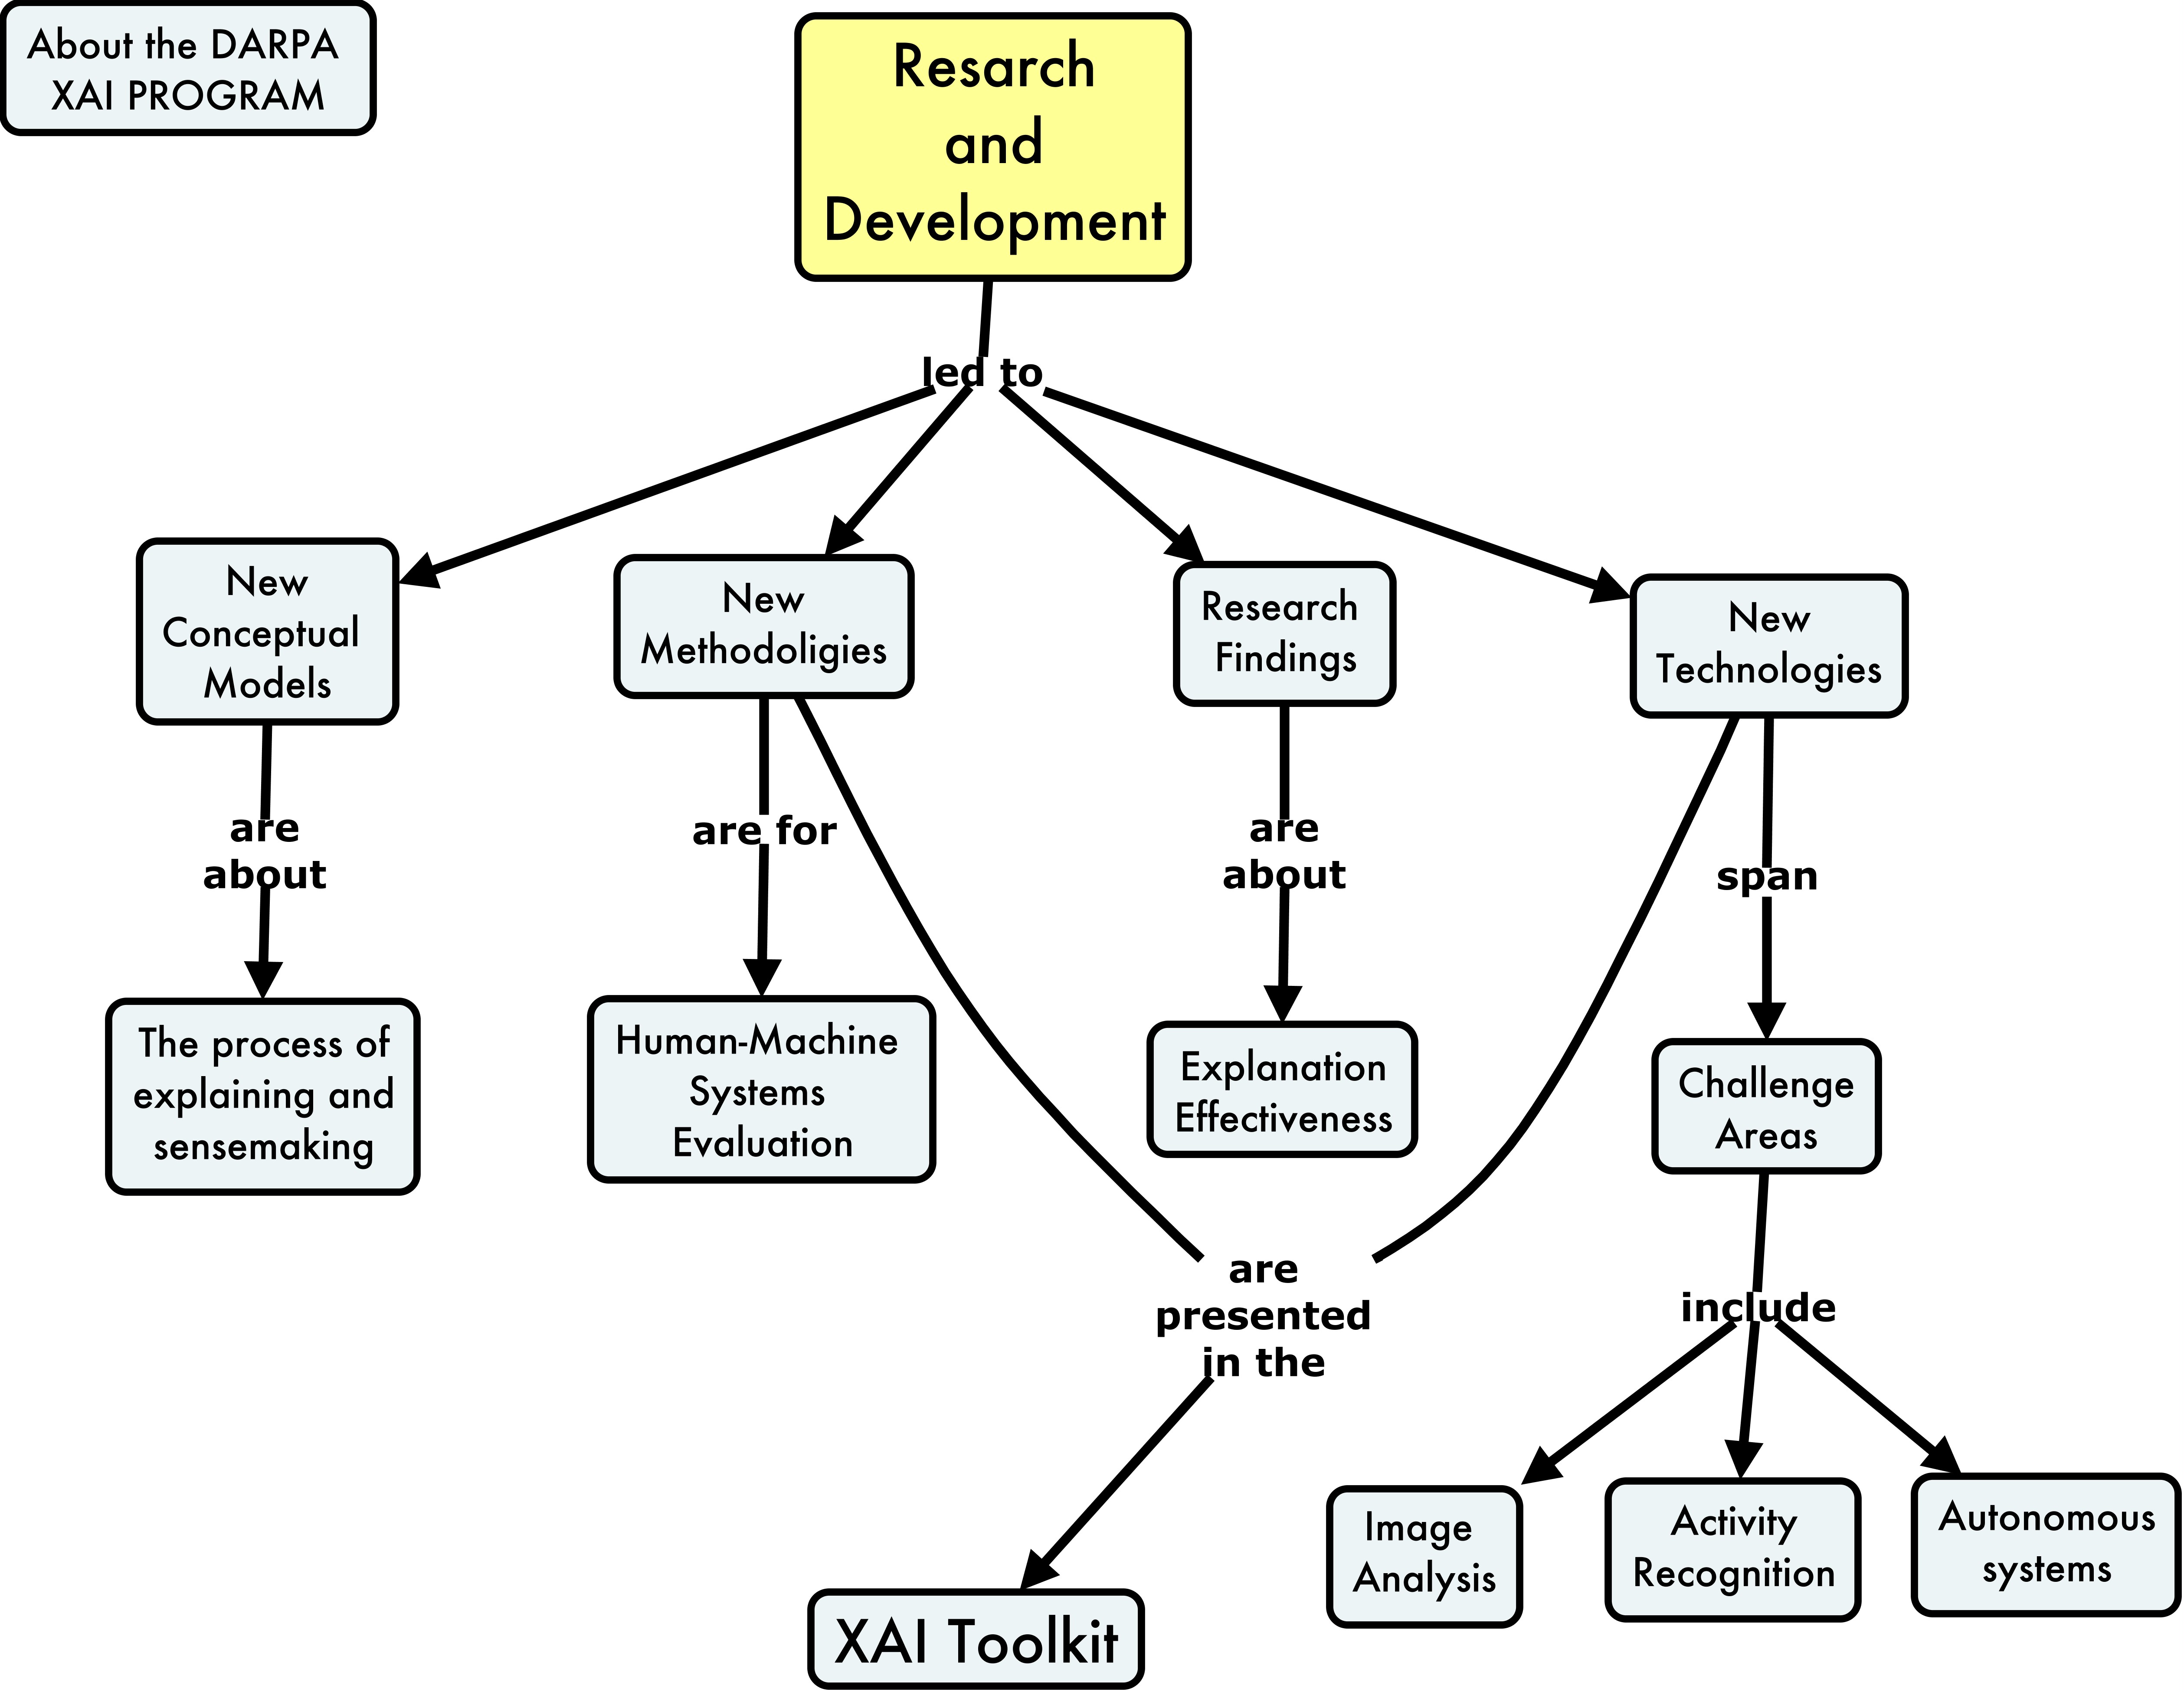 About the DARPA
XAI PROGRAM
Resarch
and
Development
led to
New
Conceptual
Models
New
Methodoligies
Research
Findings
New
Technologies
are
about
are for
are
about
span
The process of
explaining and
sensemaking
Human-Machine
Systems
Evaluation
Explanation
Effectiveness
Challenge
Areas
are
presented
in the
include
Image
Analysis
Activity
Recognition
Autonomous
systems
XAI Toolkit